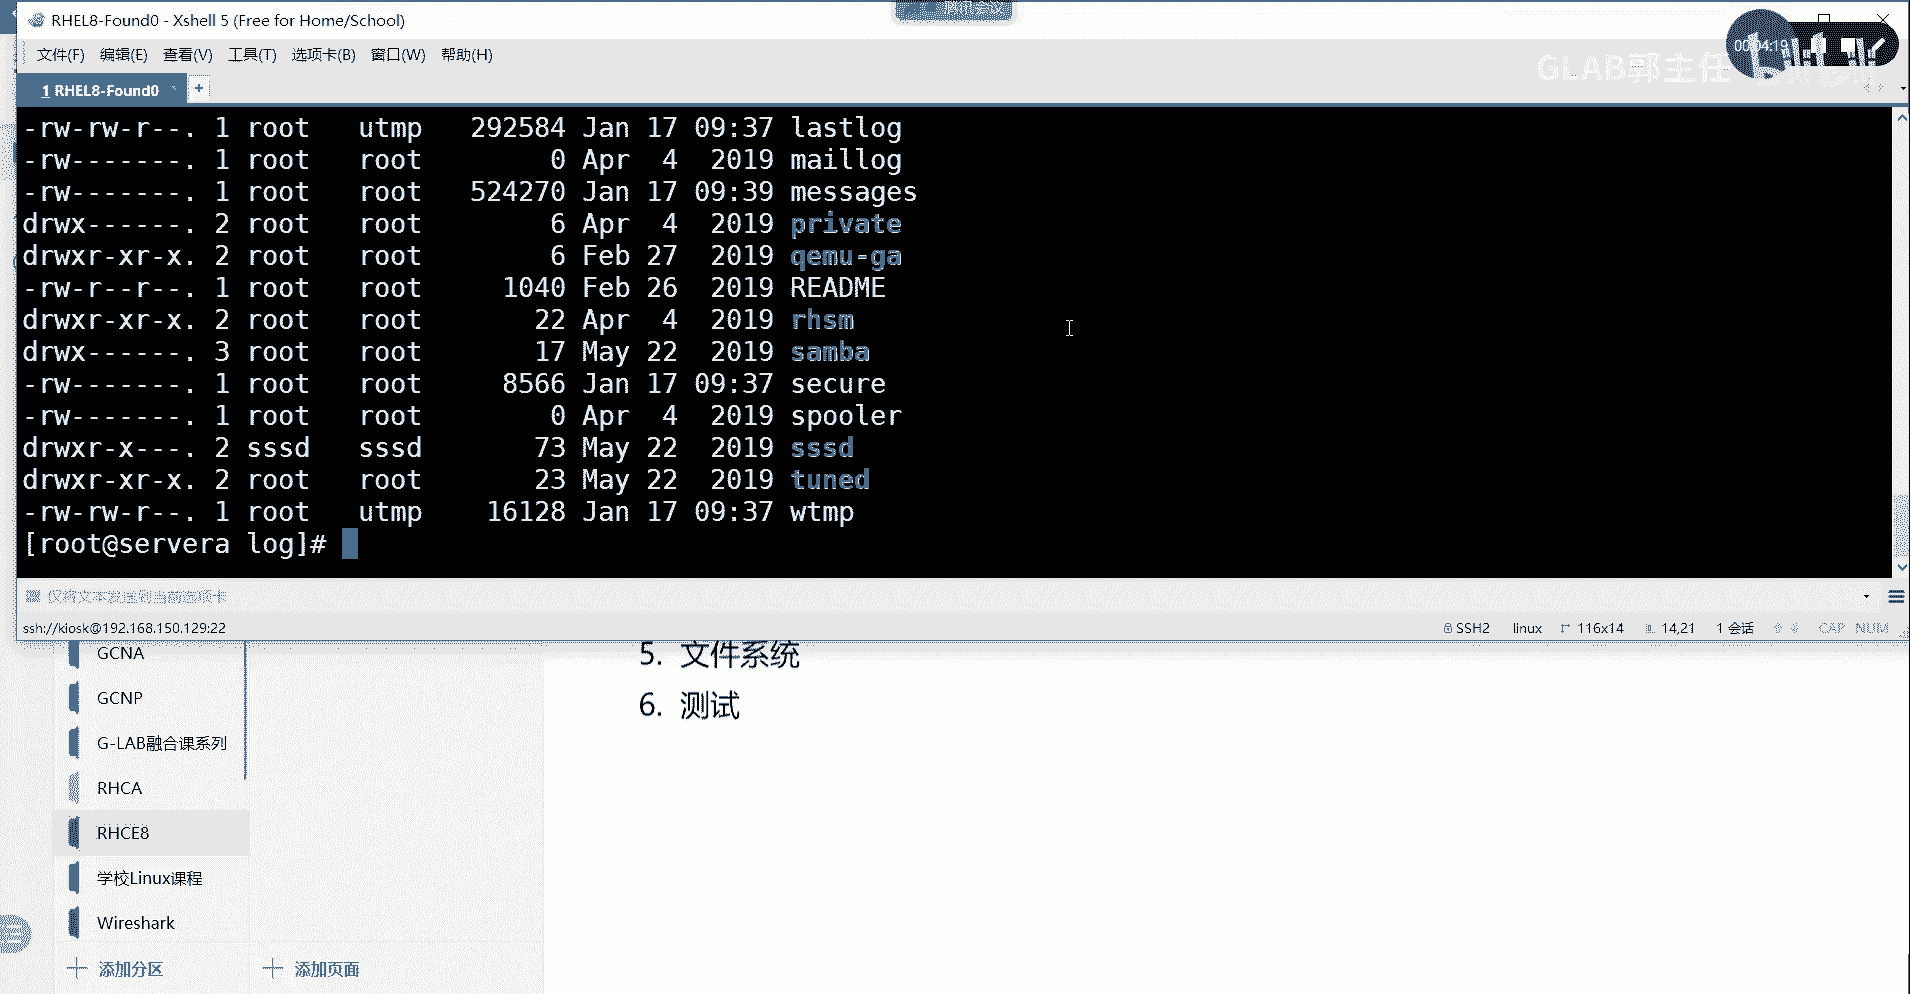 RHEL8-Found0 - Xshell 5 (Free for Home/School)
文件(F) 编辑(E) 查看(V) 工具(T) 选项卡(B) 窗口(W) 帮助(H)
GLAB郭主任
00:04:19
1 RHEL8-Found0 +
-rw-rw-r--. 1 root utmp 292584 Jan 17 09:37 lastlog
-rw-------. 1 root root 0 Apr 4 2019 maillog
-rw-------. 1 root root 524270 Jan 17 09:39 messages
drwx------. 2 root root 6 Apr 4 2019 private
drwxr-xr-x. 2 root root 6 Feb 27 2019 qemu-ga
-rw-r--r--. 1 root root 1040 Feb 26 2019 README
drwxr-xr-x. 2 root root 22 Apr 4 2019 rhsm
drwx------. 3 root root 17 May 22 2019 samba
-rw-------. 1 root root 8566 Jan 17 09:37 secure
-rw-------. 1 root root 0 Apr 4 2019 spooler
drwxr-x---. 2 sssd sssd 73 May 22 2019 sssd
drwxr-xr-x. 2 root root 23 May 22 2019 tuned
-rw-rw-r--. 1 root utmp 16128 Jan 17 09:37 wtmp
[root@servera log]#
仅将文本发送到当前选项卡
ssh://kiosk@192.168.150.129:22 SSH2 linux 116x14 14,21 1 会话 CAP NUM
5. 文件系统
6. 测试
GCNA
GCNP
G-LAB融合课系列
RHCA
RHCE8
学校Linux课程
Wireshark
添加分区 添加页面